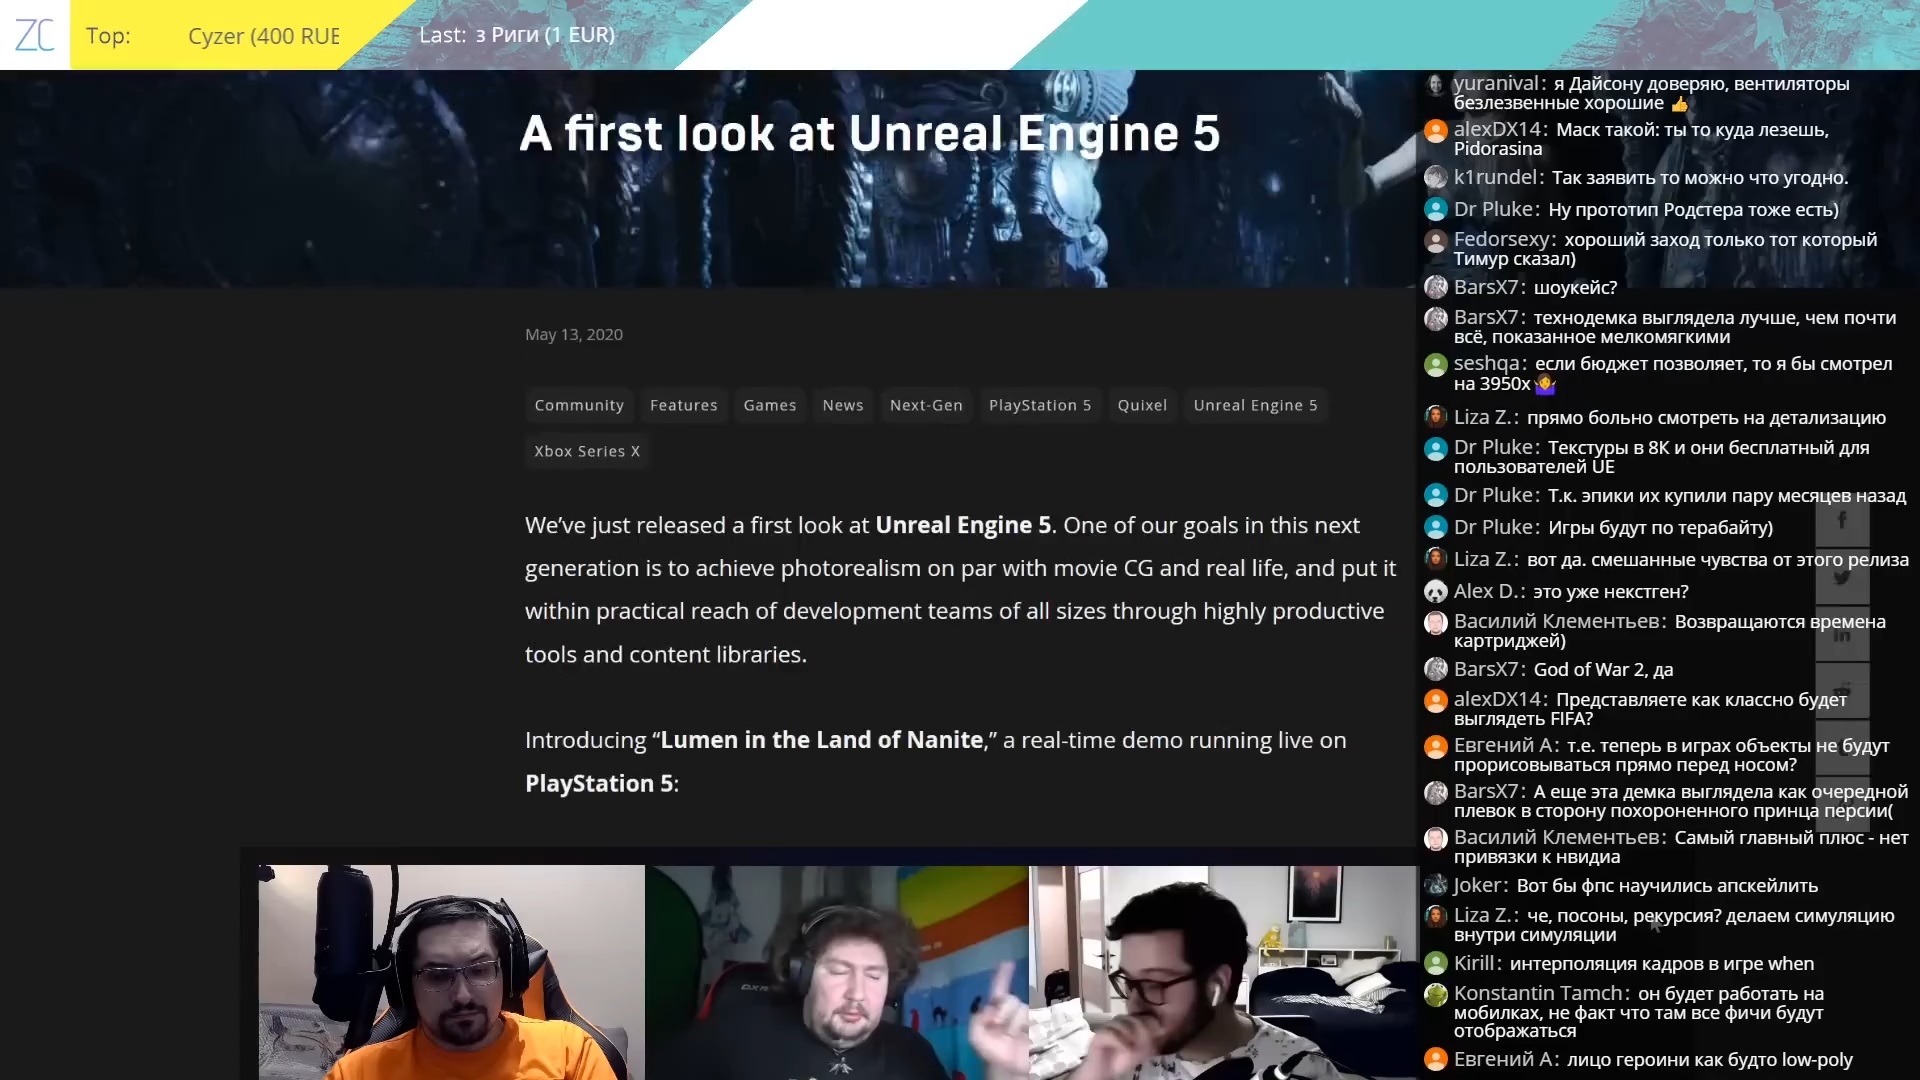 ZC
Top: Cyzer (400 RUE
Last: з Риги (1 EUR)
A first look at Unreal Engine 5
May 13, 2020
Community Features Games News Next-Gen PlayStation 5 Quixel Unreal Engine 5
Xbox Series X
We’ve just released a first look at Unreal Engine 5. One of our goals in this next
generation is to achieve photorealism on par with movie CG and real life, and put it
within practical reach of development teams of all sizes through highly productive
tools and content libraries.
Introducing “Lumen in the Land of Nanite,” a real-time demo running live on
PlayStation 5:
yuranival: я Дайсону доверяю, вентиляторы
безлезвенные хорошие 👍
alexDX14: Маск такой: ты то куда лезешь,
Pidorasina
k1rundel: Так заявить то можно что угодно.
Dr Pluke: Ну прототип Родстера тоже есть)
Fedorsexy: хороший заход только тот который
Тимур сказал)
BarsX7: шоукейс?
BarsX7: технодемка выглядела лучше, чем почти
всё, показанное мелкомягкими
seshqa: если бюджет позволяет, то я бы смотрел
на 3950x 🤷‍♀️
Liza Z.: прямо больно смотреть на детализацию
Dr Pluke: Текстуры в 8К и они бесплатный для
пользователей UE
Dr Pluke: Т.к. эпики их купили пару месяцев назад
Dr Pluke: Игры будут по терабайту)
Liza Z.: вот да. смешанные чувства от этого релиза
Alex D.: это уже некстген?
Василий Клементьев: Возвращаются времена
картриджей)
BarsX7: God of War 2, да
alexDX14: Представляете как классно будет
выглядеть FIFA?
Евгений А: т.е. теперь в играх объекты не будут
прорисовываться прямо перед носом?
BarsX7: А еще эта демка выглядела как очередной
плевок в сторону похороненного принца персии(
Василий Клементьев: Самый главный плюс - нет
привязки к нвидиа
Joker: Вот бы фпс научились апскейлить
Liza Z.: че, посоны, рекурсия? делаем симуляцию
внутри симуляции
Kirill: интерполяция кадров в игре when
Konstantin Tamch: он будет работать на
мобилках, не факт что там все фичи будут
отображаться
Евгений А: лицо героини как будто low-poly